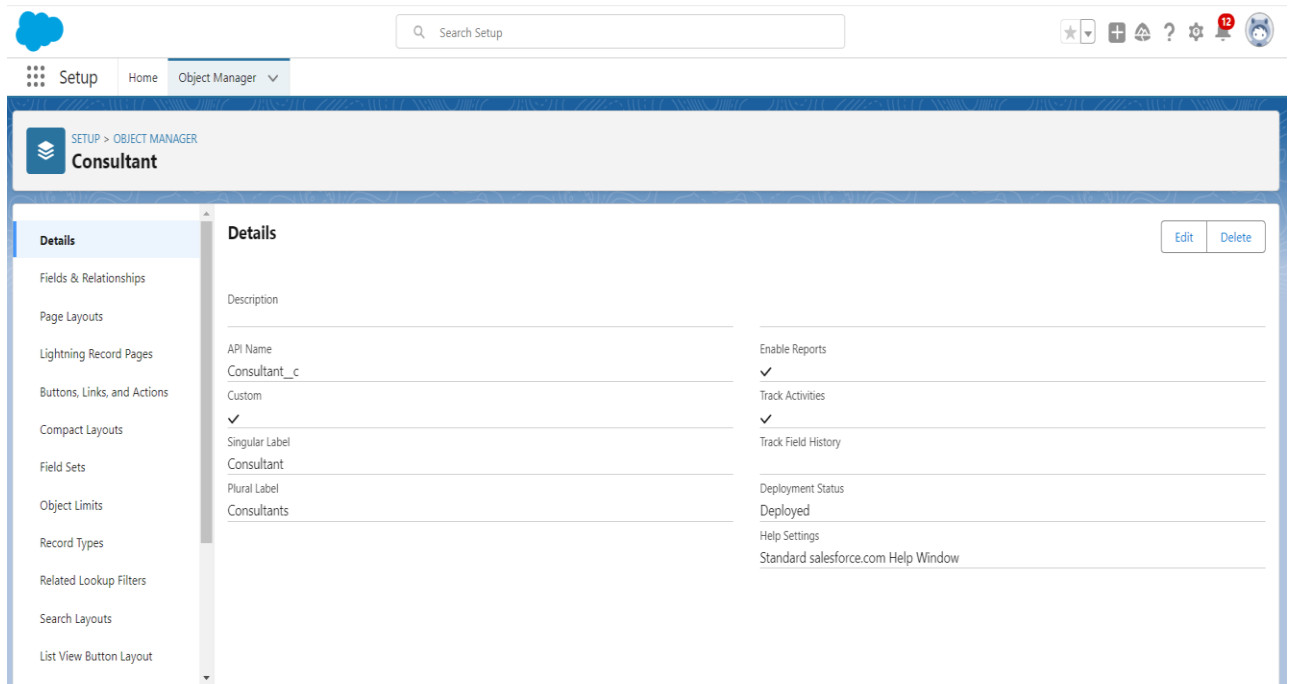 Search Setup
12
Setup
Home
Object Manager
SETUP > OBJECT MANAGER
Consultant
Details
Fields & Relationships
Page Layouts
Lightning Record Pages
Buttons, Links, and Actions
Compact Layouts
Field Sets
Object Limits
Record Types
Related Lookup Filters
Search Layouts
List View Button Layout
Details
Edit
Delete
Description
API Name
Consultant__c
Custom
Singular Label
Consultant
Plural Label
Consultants
Enable Reports
Track Activities
Track Field History
Deployment Status
Deployed
Help Settings
Standard salesforce.com Help Window